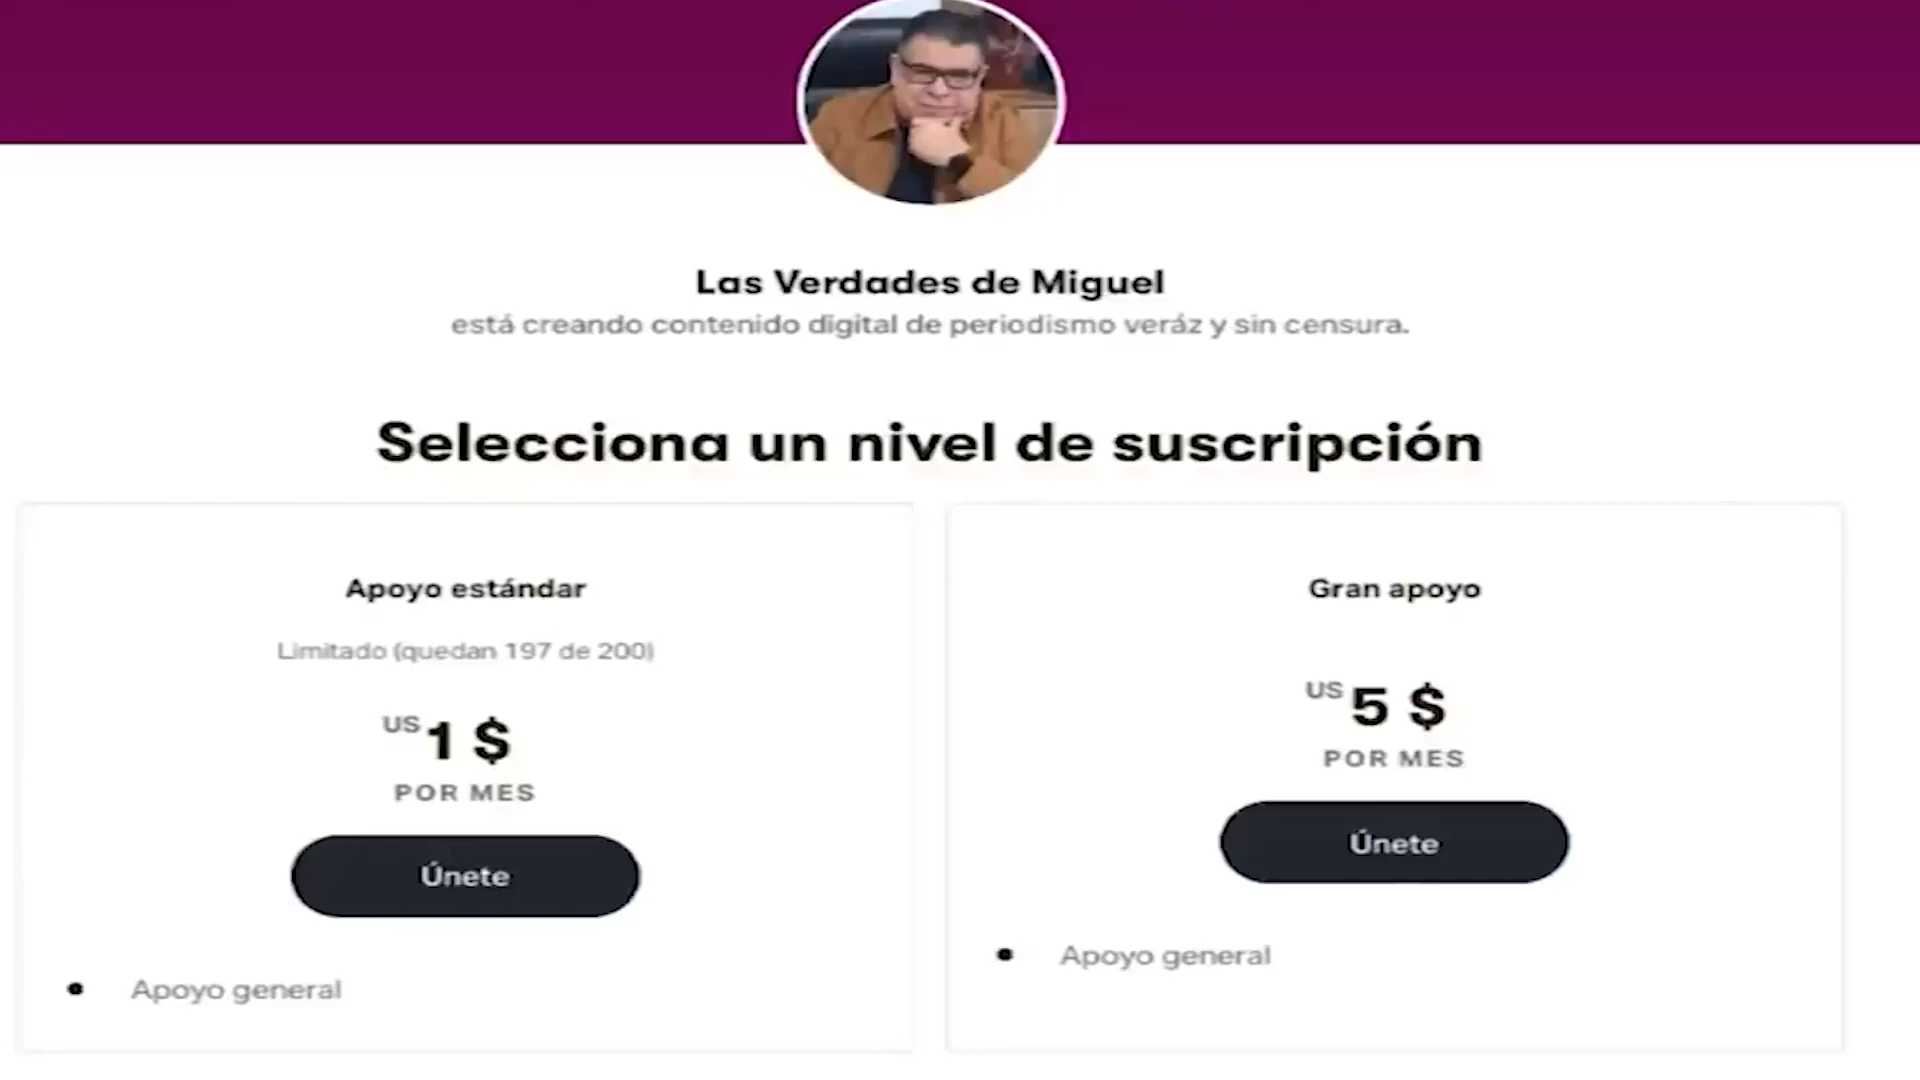 Las Verdades de Miguel
está creando contenido digital de periodismo veráz y sin censura.
Selecciona un nivel de suscripción
Apoyo estándar
Limitado (quedan 197 de 200)
US 1 $
POR MES
Únete
• Apoyo general
Gran apoyo
US 5 $
POR MES
Únete
• Apoyo general